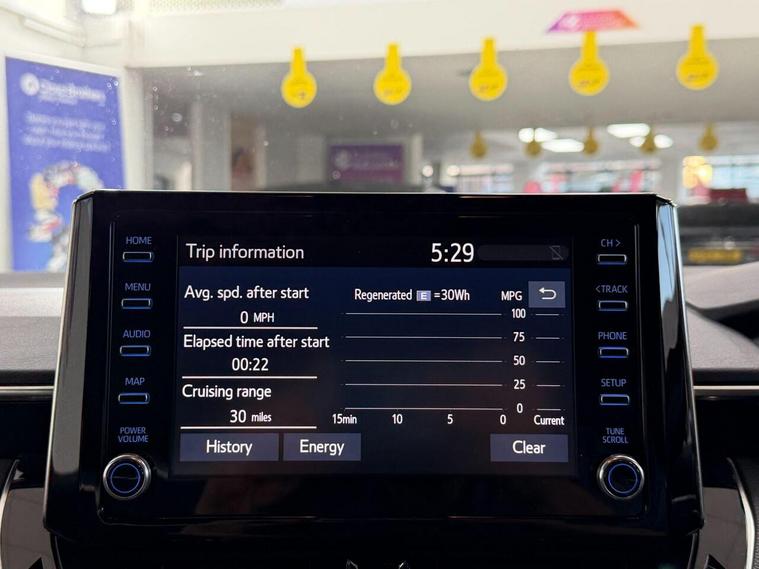 HOME
MENU
AUDIO
MAP
POWER
VOLUME
Trip information
5:29
Avg. spd. after start
0 MPH
Elapsed time after start
00:22
Cruising range
30 miles
Regenerated E =30Wh
MPG
100
75
50
25
0
15min 10 5 0 Current
History
Energy
Clear
CH >
< TRACK
PHONE
SETUP
TUNE
SCROLL